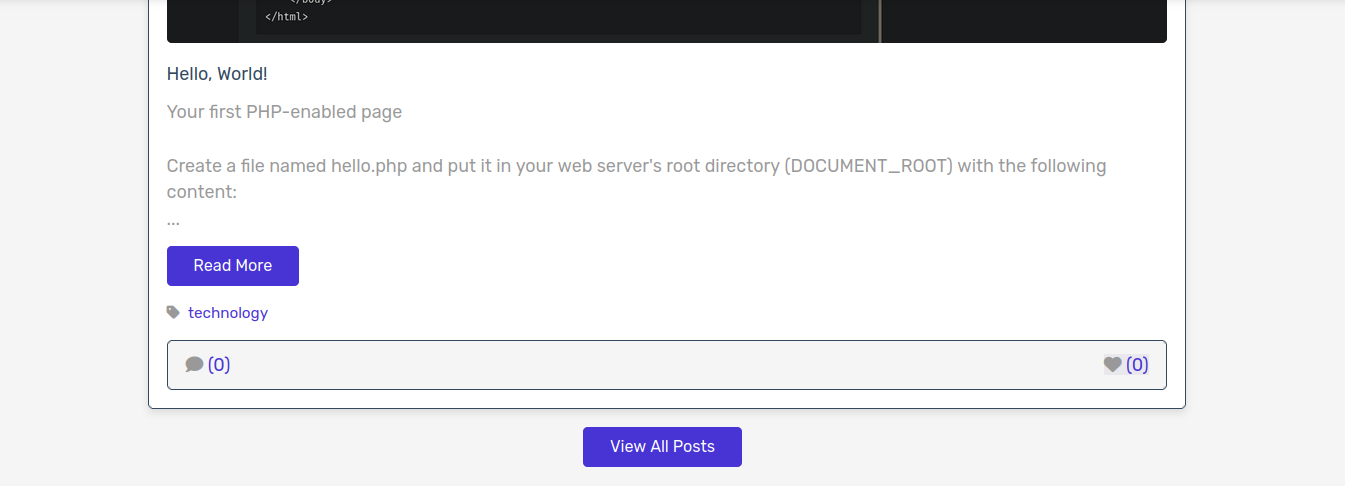 </body>
</html>
Hello, World!
Your first PHP-enabled page
Create a file named hello.php and put it in your web server's root directory (DOCUMENT_ROOT) with the following
content:
...
Read More
technology
(0)
(0)
View All Posts